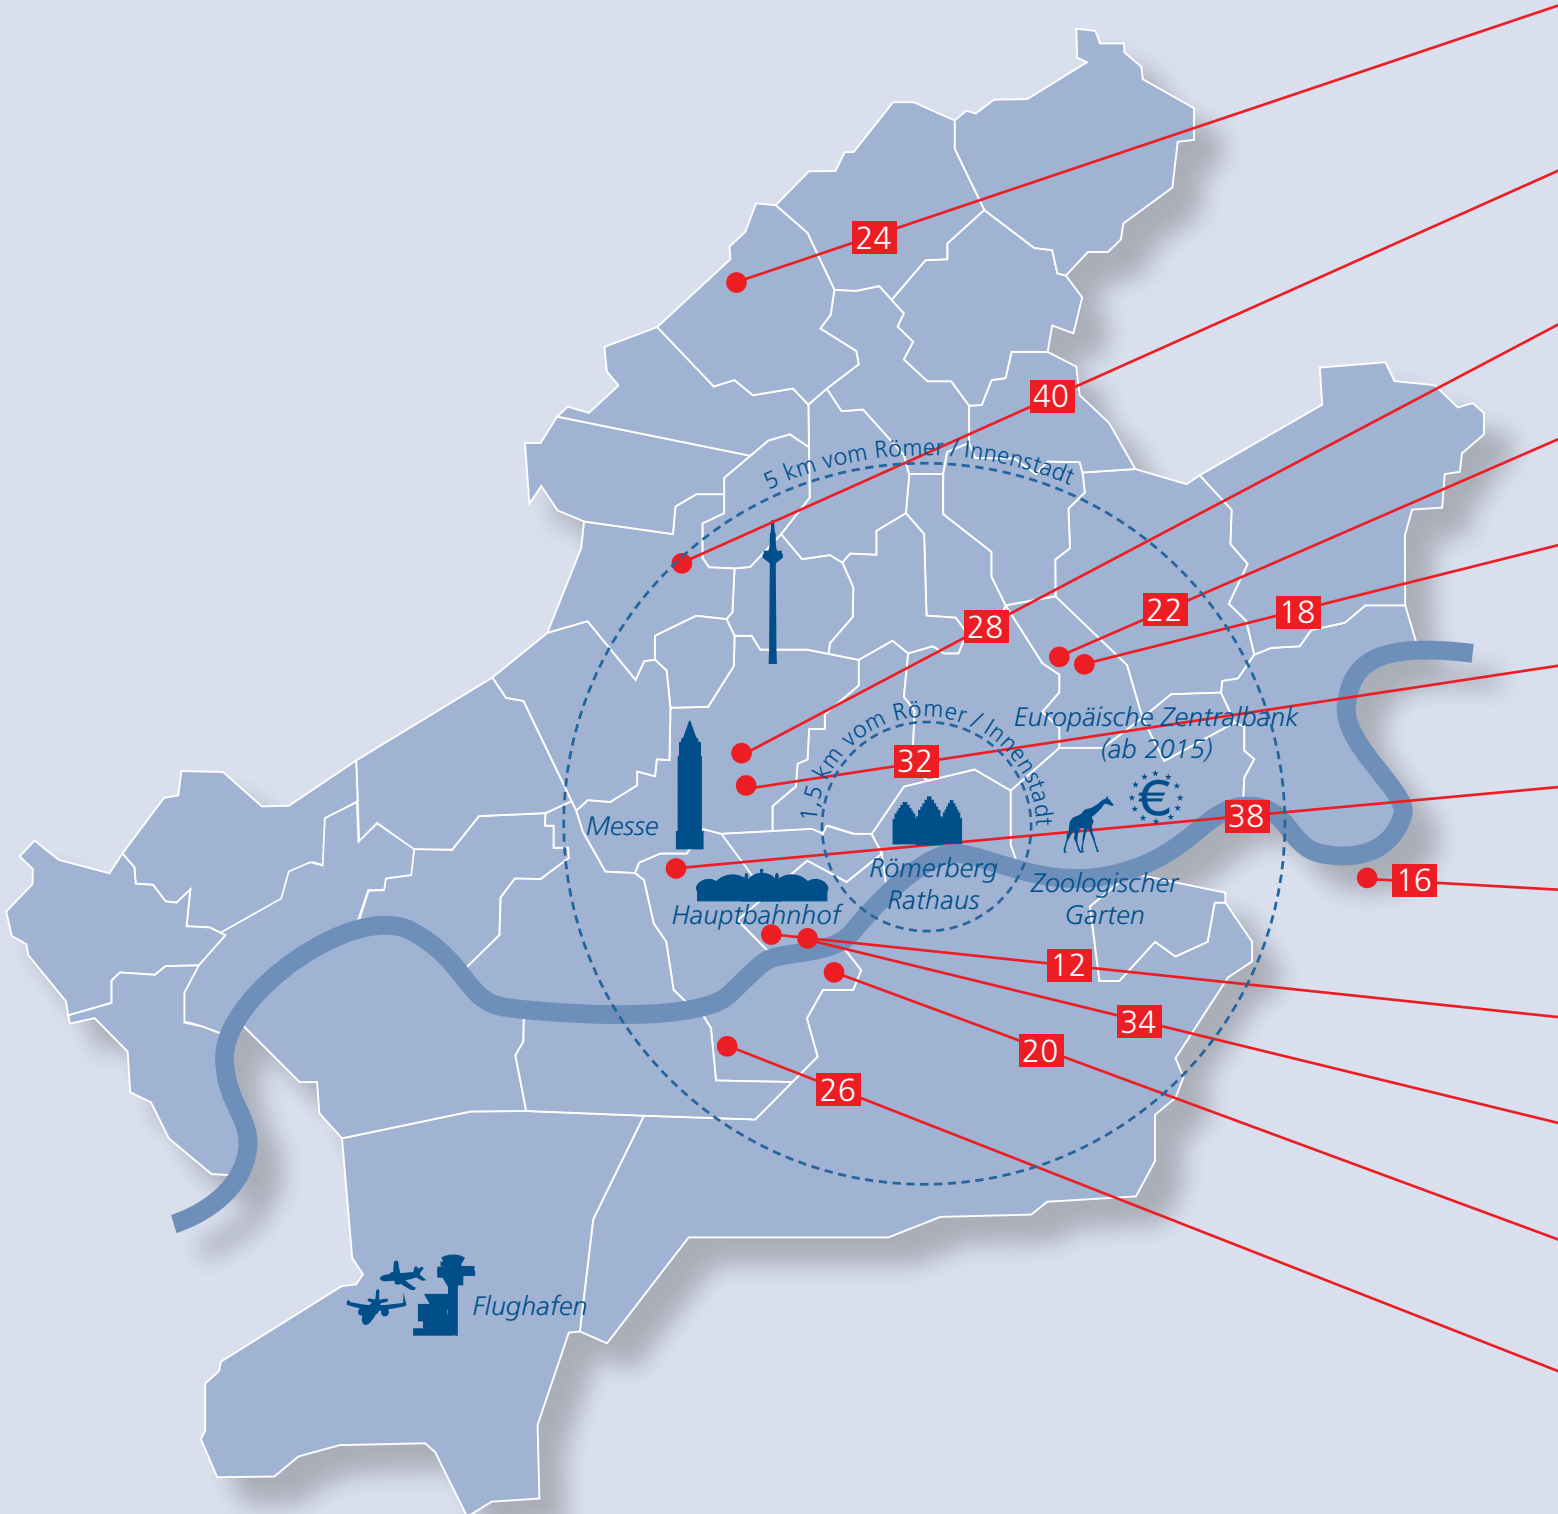 24
40
5 km vom Römer / Innenstadt
28
22
18
1,5 km vom Römer / Innenstadt
Europäische Zentralbank
(ab 2015)
32
€
Messe
38
Römerberg
Rathaus
Zoologischer
Garten
16
Hauptbahnhof
12
34
20
26
Flughafen